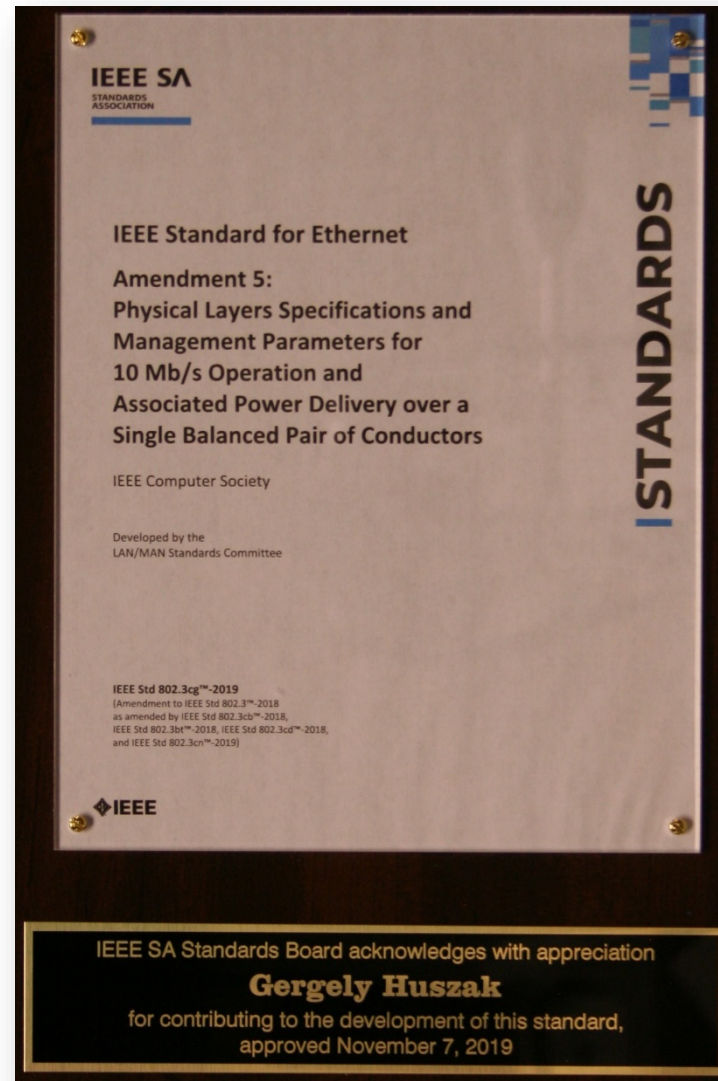 IEEE SA
STANDARDS
ASSOCIATION
STANDARDS
IEEE Standard for Ethernet
Amendment 5:
Physical Layers Specifications and
Management Parameters for
10 Mb/s Operation and
Associated Power Delivery over a
Single Balanced Pair of Conductors
IEEE Computer Society
Developed by the
LAN/MAN Standards Committee
IEEE Std 802.3cg™-2019
(Amendment to IEEE Std 802.3™-2018
as amended by IEEE Std 802.3cb™-2018,
IEEE Std 802.3bt™-2018, IEEE Std 802.3cd™-2018,
and IEEE Std 802.3cn™-2019)
IEEE
IEEE SA Standards Board acknowledges with appreciation
Gergely Huszak
for contributing to the development of this standard,
approved November 7, 2019